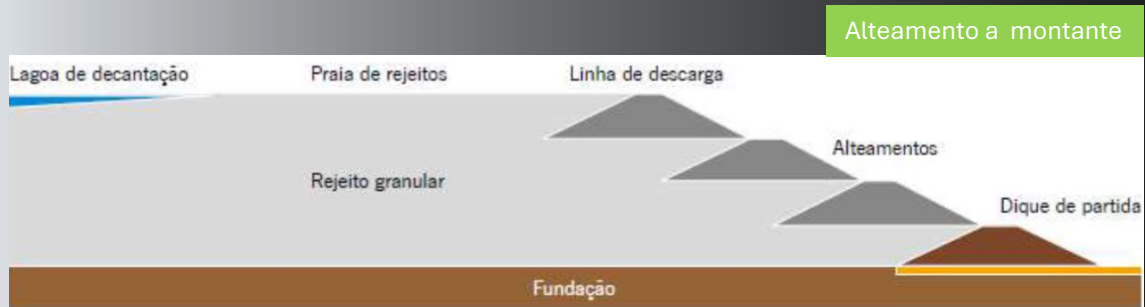 Alteamento a montante
Lagoa de decantação
Praia de rejeitos
Linha de descarga
Alteamentos
Rejeito granular
Dique de partida
Fundação